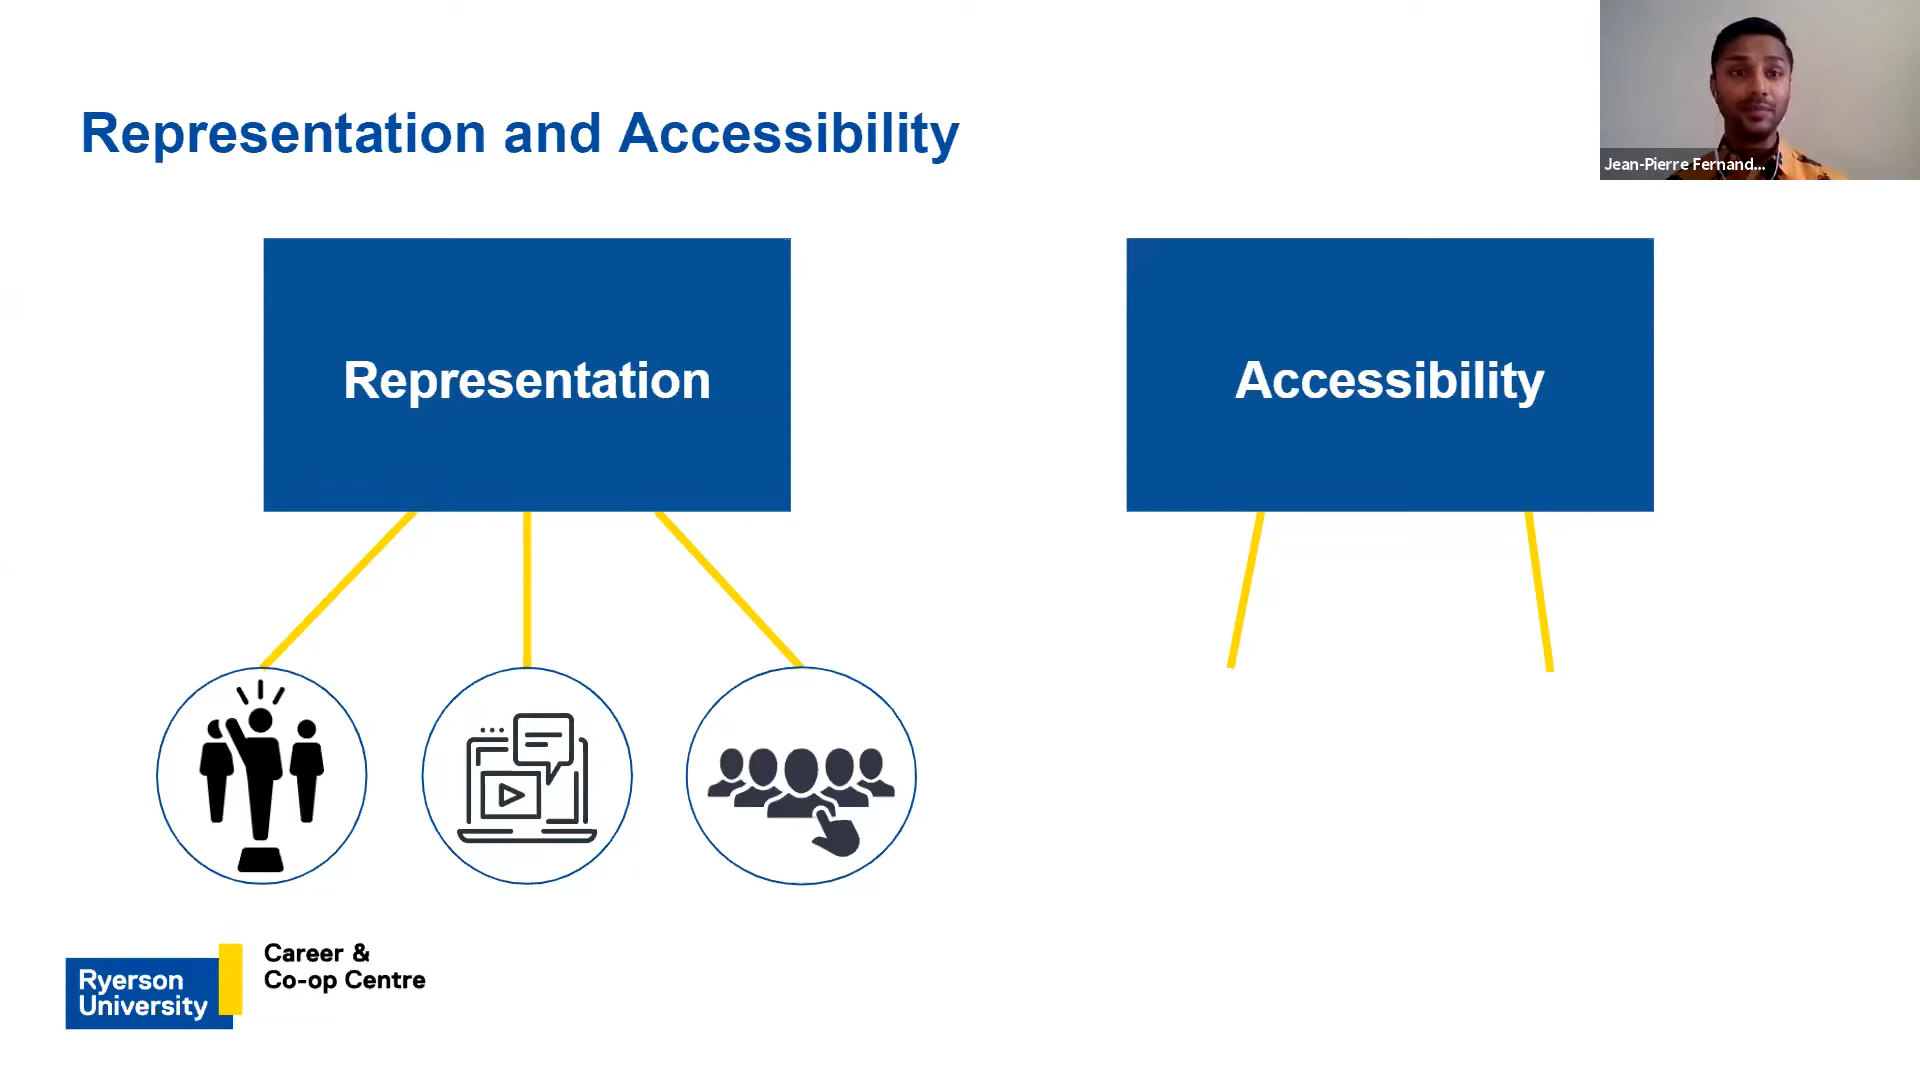 Representation and Accessibility
Jean-Pierre Fernand...
Representation
Accessibility
Ryerson
University
Career &
Co-op Centre